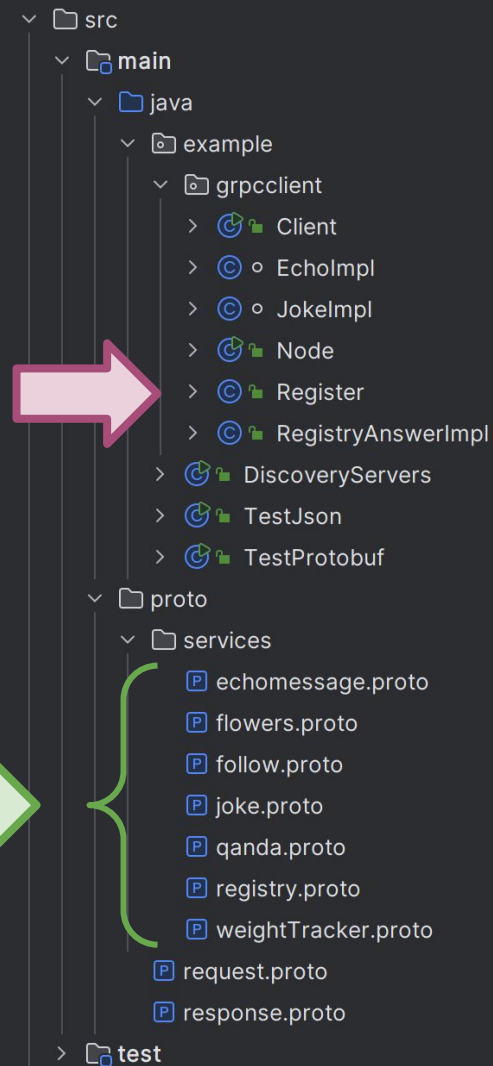 src
main
java
example
grpcclient
Client
EchoImpl
JokeImpl
Node
Register
RegistryAnswerImpl
DiscoveryServers
TestJson
TestProtobuf
proto
services
echomessage.proto
flowers.proto
follow.proto
joke.proto
qanda.proto
registry.proto
weightTracker.proto
request.proto
response.proto
test